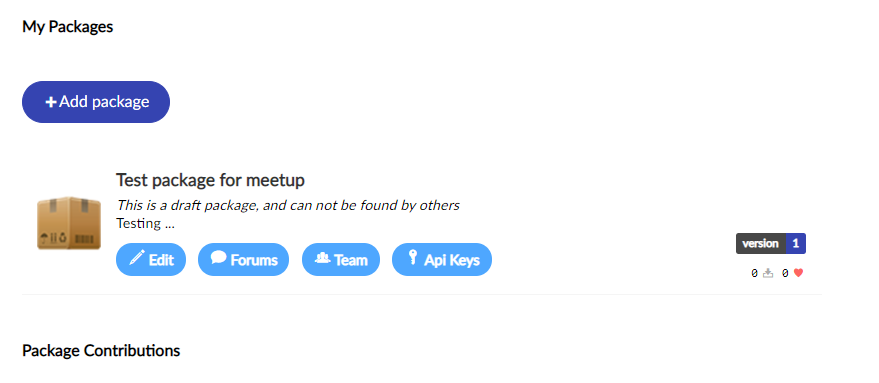 My Packages
+Add package
Test package for meetup
This is a draft package, and can not be found by others
Testing ...
Edit Forums Team Api Keys
version 1
0 0
Package Contributions